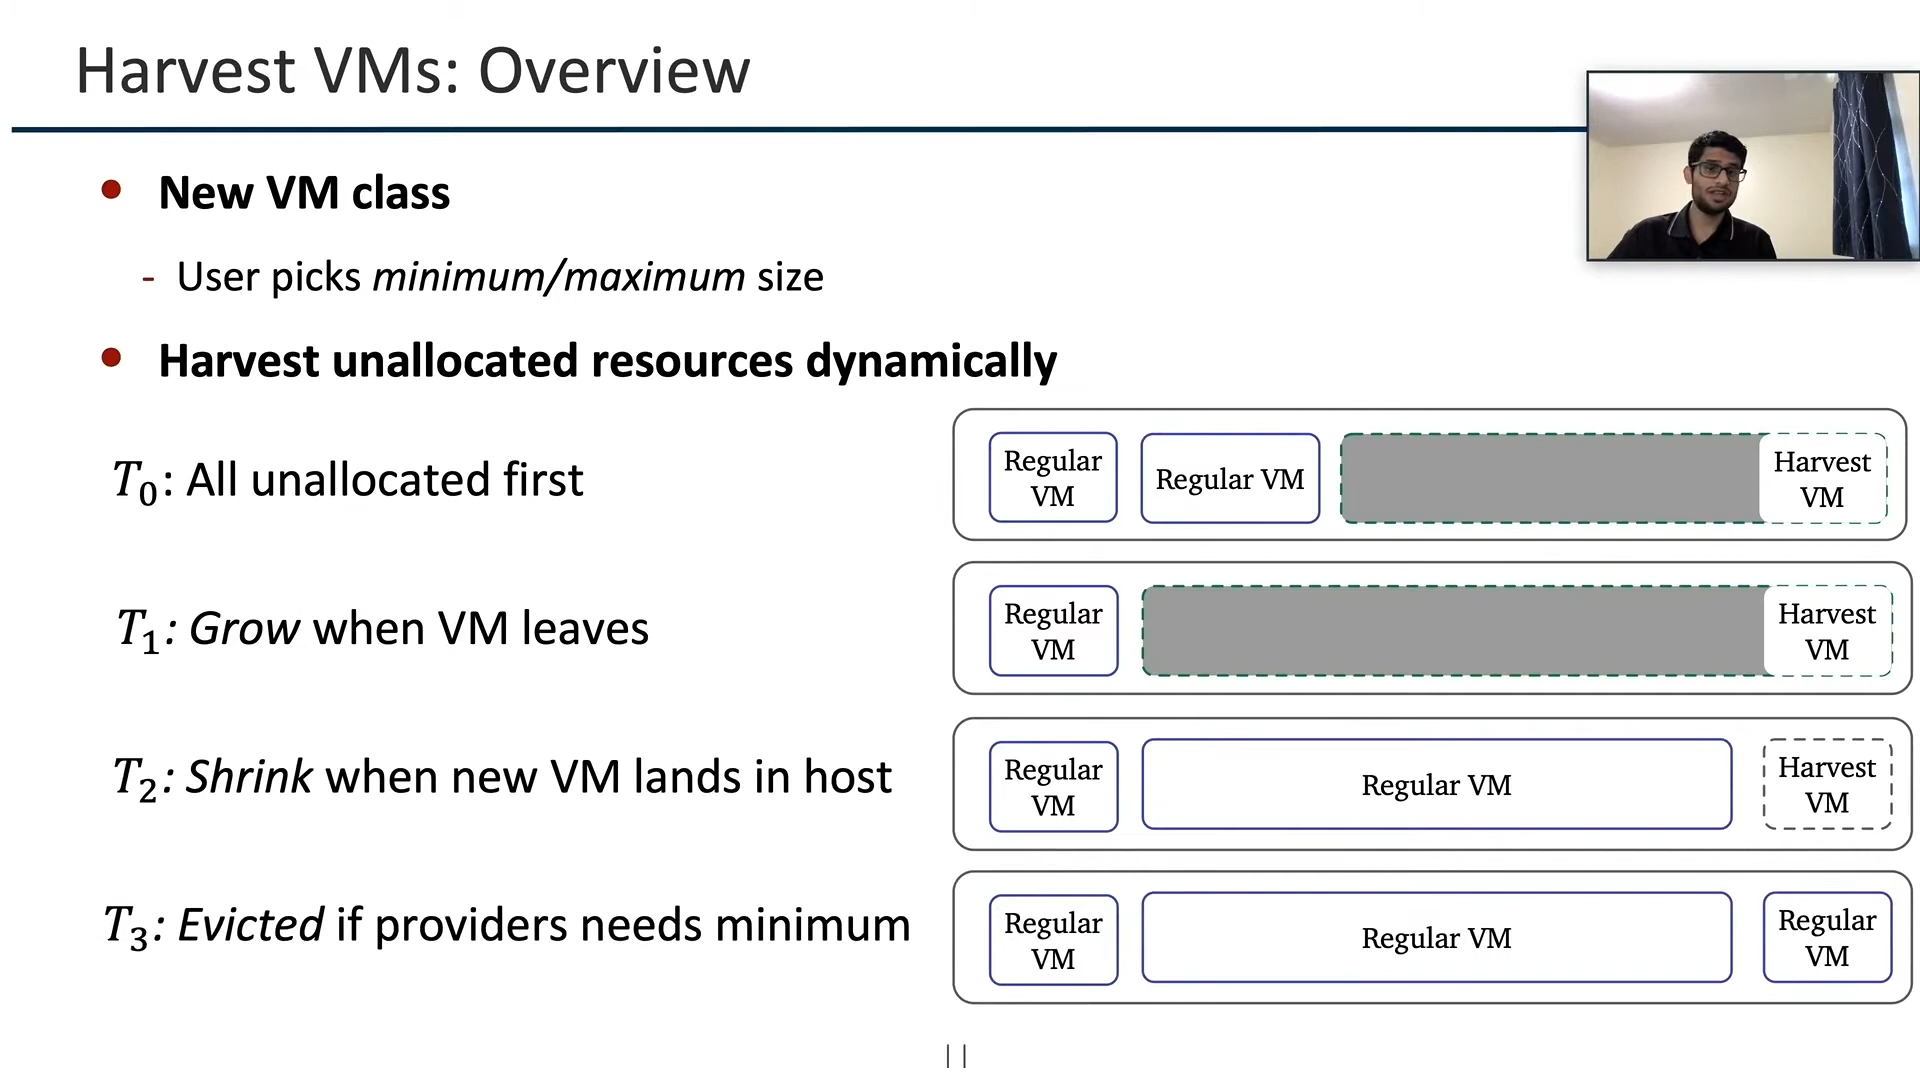 Harvest VMs: Overview
• New VM class
- User picks minimum/maximum size
• Harvest unallocated resources dynamically
T0: All unallocated first
Regular
VM
Regular VM
Harvest
VM
T1: Grow when VM leaves
Regular
VM
Harvest
VM
T2: Shrink when new VM lands in host
Regular
VM
Regular VM
Harvest
VM
T3: Evicted if providers needs minimum
Regular
VM
Regular VM
Regular
VM
11